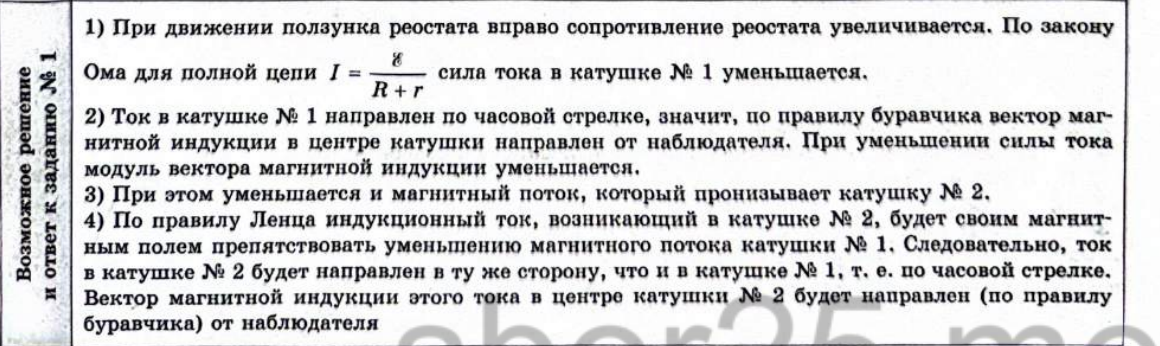 Возможное решение
и ответ к заданию № 1
1) При движении ползунка реостата вправо сопротивление реостата увеличивается. По закону
Ома для полной цепи I = ℰ / (R + r) сила тока в катушке № 1 уменьшается.
2) Ток в катушке № 1 направлен по часовой стрелке, значит, по правилу буравчика вектор маг-
нитной индукции в центре катушки направлен от наблюдателя. При уменьшении силы тока
модуль вектора магнитной индукции уменьшается.
3) При этом уменьшается и магнитный поток, который пронизывает катушку № 2.
4) По правилу Ленца индукционный ток, возникающий в катушке № 2, будет своим магнит-
ным полем препятствовать уменьшению магнитного потока катушки № 1. Следовательно, ток
в катушке № 2 будет направлен в ту же сторону, что и в катушке № 1, т. е. по часовой стрелке.
Вектор магнитной индукции этого тока в центре катушки № 2 будет направлен (по правилу
буравчика) от наблюдателя